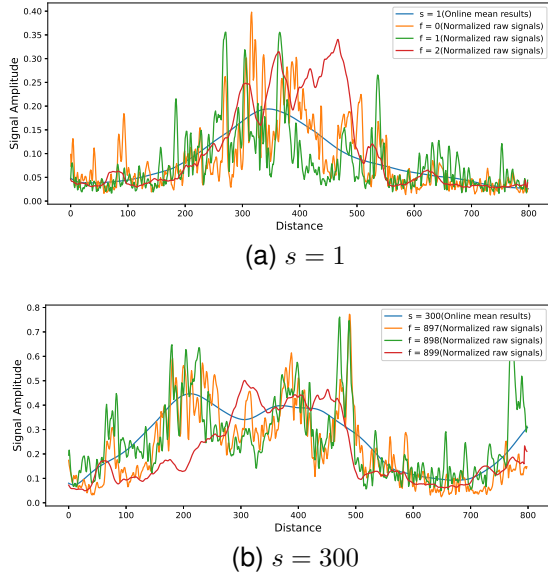 s = 1(Online mean results)
f = 0(Normalized raw signals)
f = 1(Normalized raw signals)
f = 2(Normalized raw signals)
Signal Amplitude
0.40
0.35
0.30
0.25
0.20
0.15
0.10
0.05
0.00
0 100 200 300 400 500 600 700 800
Distance
(a) s = 1
s = 300(Online mean results)
f = 897(Normalized raw signals)
f = 898(Normalized raw signals)
f = 899(Normalized raw signals)
Signal Amplitude
0.8
0.7
0.6
0.5
0.4
0.3
0.2
0.1
0.0
0 100 200 300 400 500 600 700 800
Distance
(b) s = 300